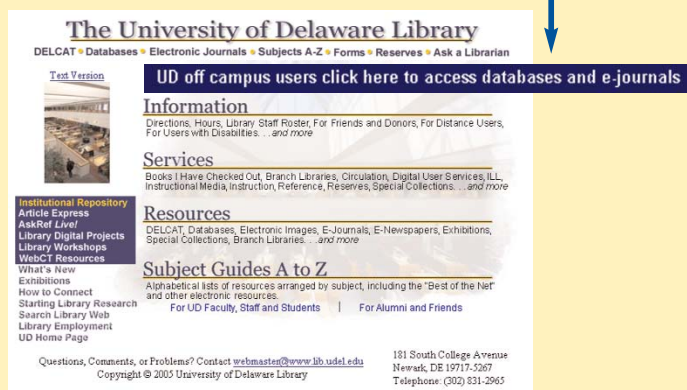 The University of Delaware Library
DELCAT • Databases • Electronic Journals • Subjects A-Z • Forms • Reserves • Ask a Librarian
Text Version
UD off campus users click here to access databases and e-journals
Information
Directions, Hours, Library Staff Roster, For Friends and Donors, For Distance Users,
For Users with Disabilities. . .and more
Services
Books I Have Checked Out, Branch Libraries, Circulation, Digital User Services, ILL,
Instructional Media, Instruction, Reference, Reserves, Special Collections. . .and more
Institutional Repository
Article Express
AskRef Live!
Library Digital Projects
Library Workshops
WebCT Resources
What's New
Exhibitions
How to Connect
Starting Library Research
Search Library Web
Library Employment
UD Home Page
Resources
DELCAT, Databases, Electronic Images, E-Journals, E-Newspapers, Exhibitions,
Special Collections, Branch Libraries. . .and more
Subject Guides A to Z
Alphabetical lists of resources arranged by subject, including the "Best of the Net"
and other electronic resources.
For UD Faculty, Staff and Students | For Alumni and Friends
Questions, Comments, or Problems? Contact webmaster@www.lib.udel.edu
Copyright © 2005 University of Delaware Library
181 South College Avenue
Newark, DE 19717-5267
Telephone: (302) 831-2965